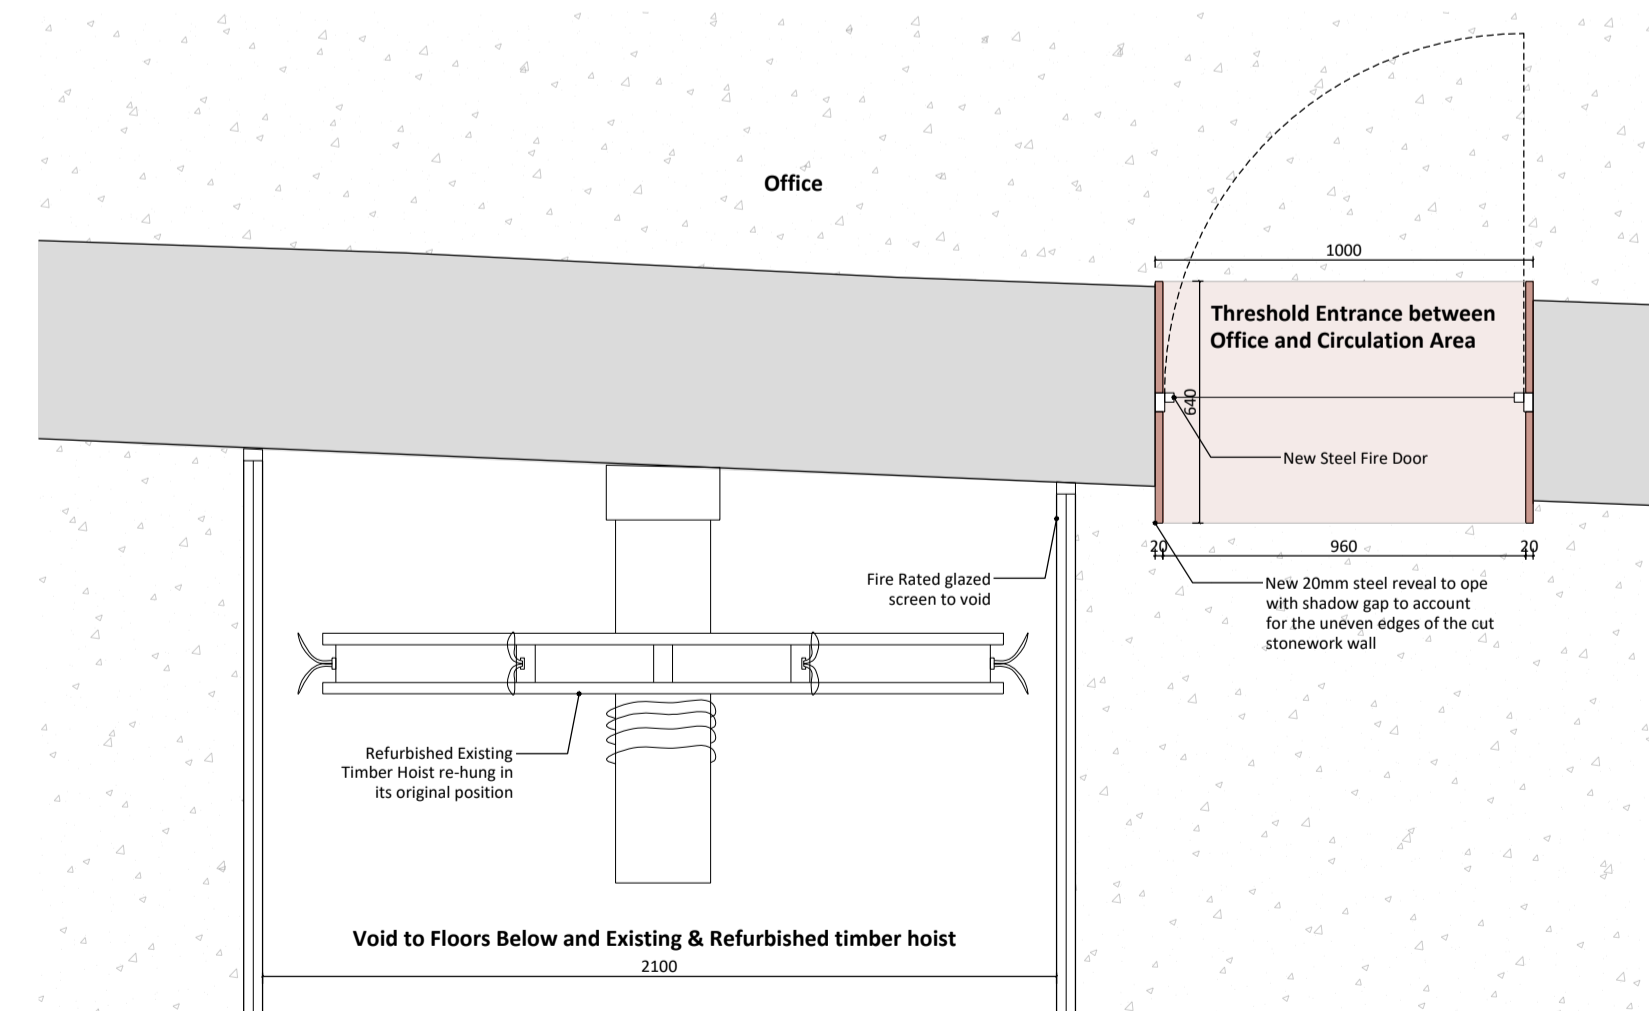 Office
1000
Threshold Entrance between
Office and Circulation Area
640
New Steel Fire Door
20
960
20
New 20mm steel reveal to ope
with shadow gap to account
for the uneven edges of the cut
stonework wall
Fire Rated glazed
screen to void
Refurbished Existing
Timber Hoist re-hung in
its original position
Void to Floors Below and Existing & Refurbished timber hoist
2100